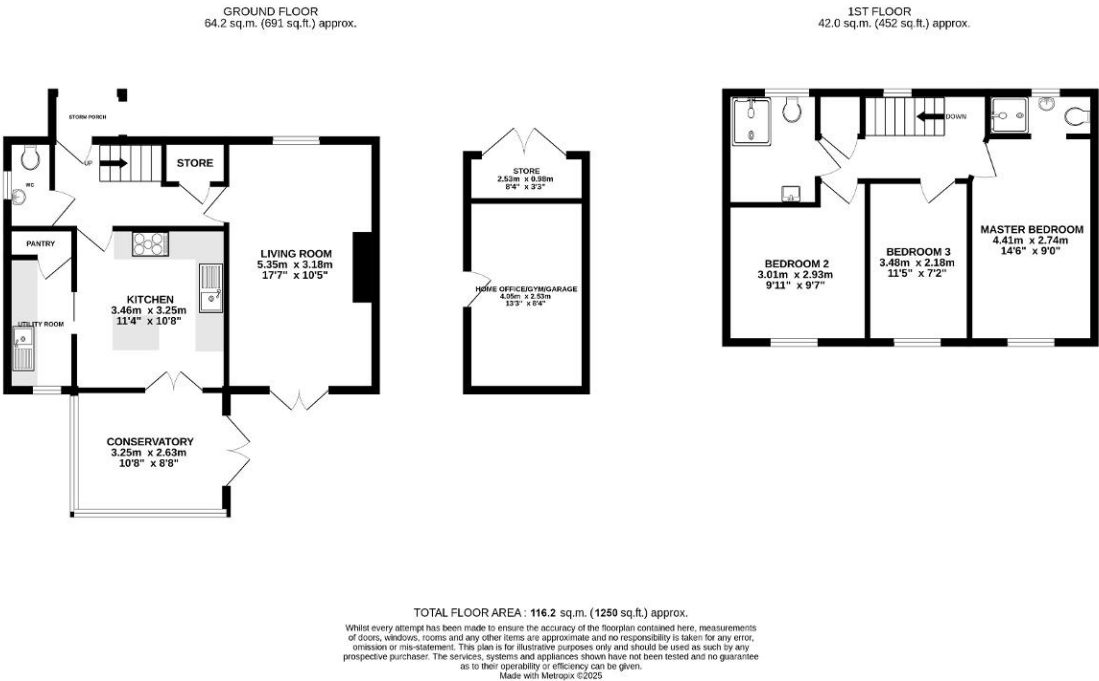 GROUND FLOOR
64.2 sq.m. (691 sq.ft.) approx.
1ST FLOOR
42.0 sq.m. (452 sq.ft.) approx.
STORM PORCH
UP
STORE
WC
PANTRY
LIVING ROOM
5.35m x 3.18m
17'7" x 10'5"
KITCHEN
3.46m x 3.25m
11'4" x 10'8"
UTILITY ROOM
CONSERVATORY
3.25m x 2.63m
10'8" x 8'8"
STORE
2.53m x 0.98m
8'4" x 3'3"
HOME OFFICE/GYM/GARAGE
4.05m x 2.53m
13'3" x 8'4"
DOWN
MASTER BEDROOM
4.41m x 2.74m
14'6" x 9'0"
BEDROOM 2
3.01m x 2.93m
9'11" x 9'7"
BEDROOM 3
3.48m x 2.18m
11'5" x 7'2"
TOTAL FLOOR AREA : 116.2 sq.m. (1250 sq.ft.) approx.
Whilst every attempt has been made to ensure the accuracy of the floorplan contained here, measurements
of doors, windows, rooms and any other items are approximate and no responsibility is taken for any error,
omission or mis-statement. This plan is for illustrative purposes only and should be used as such by any
prospective purchaser. The services, systems and appliances shown have not been tested and no guarantee
as to their operability or efficiency can be given.
Made with Metropix ©2025